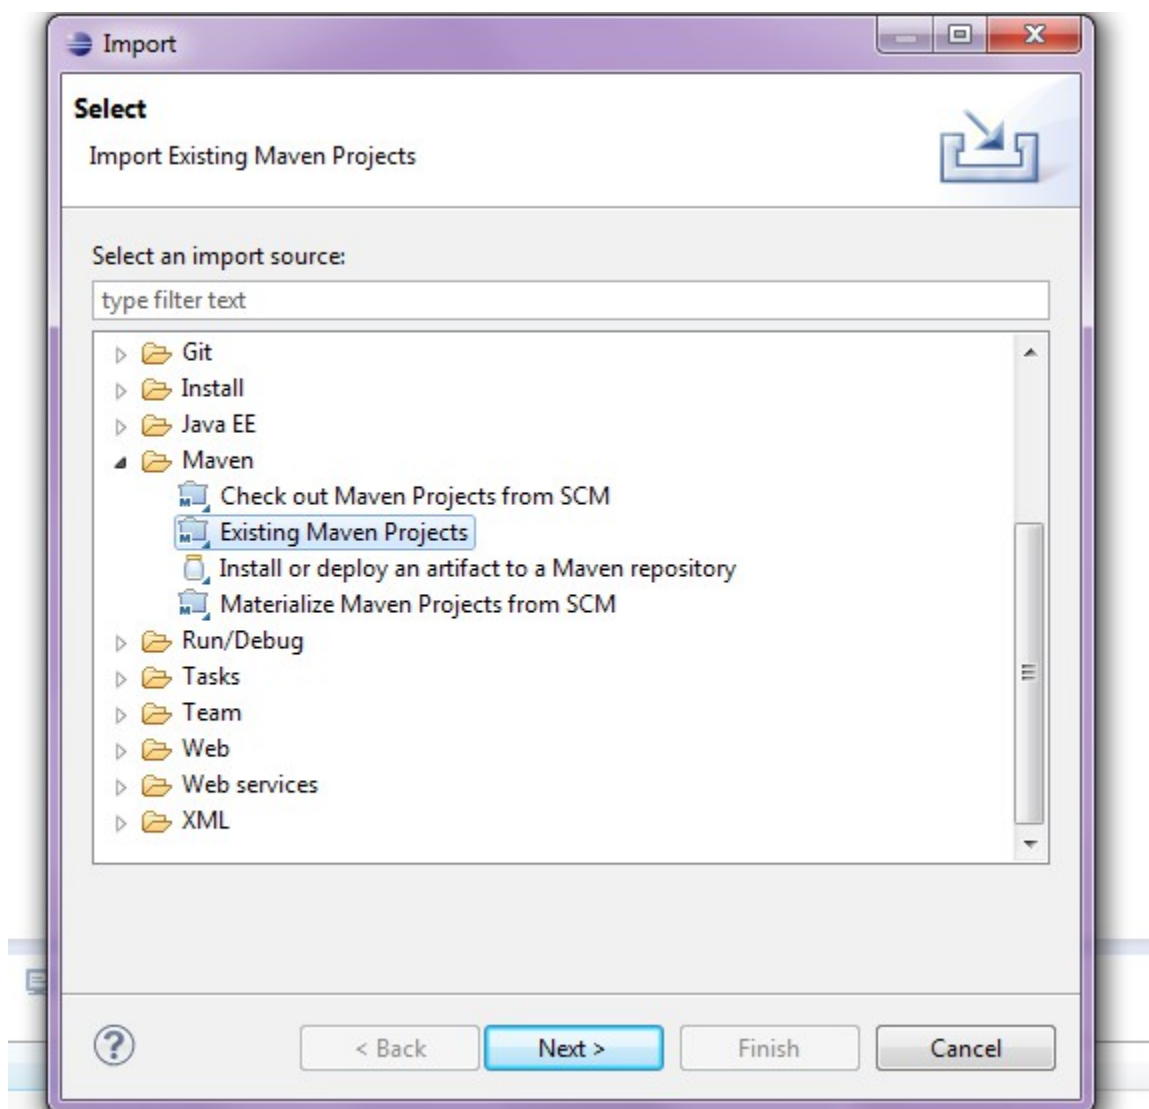 Import
Select
Import Existing Maven Projects
Select an import source:
type filter text
Git
Install
Java EE
Maven
Check out Maven Projects from SCM
Existing Maven Projects
Install or deploy an artifact to a Maven repository
Materialize Maven Projects from SCM
Run/Debug
Tasks
Team
Web
Web services
XML
? < Back Next > Finish Cancel